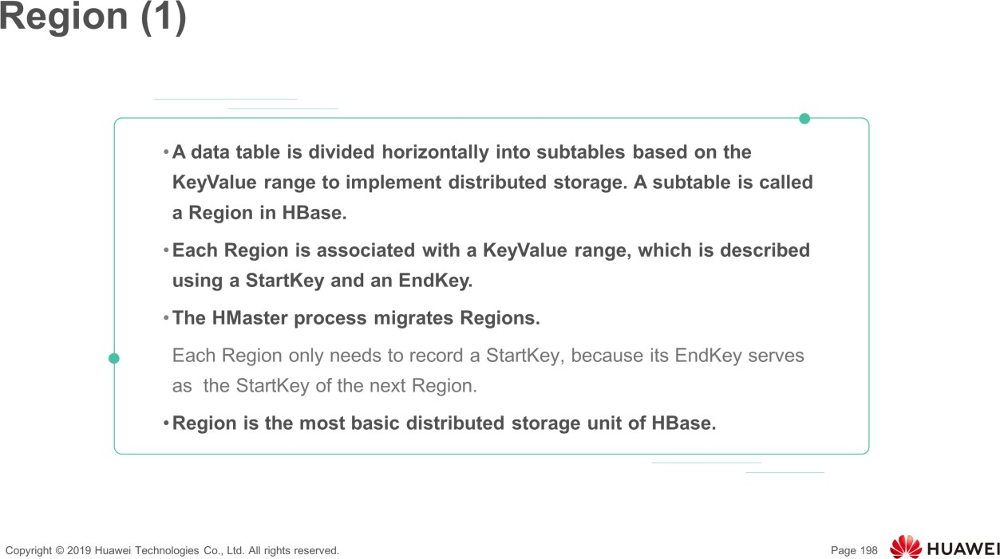 Region (1)
• A data table is divided horizontally into subtables based on the
KeyValue range to implement distributed storage. A subtable is called
a Region in HBase.
• Each Region is associated with a KeyValue range, which is described
using a StartKey and an EndKey.
• The HMaster process migrates Regions.
Each Region only needs to record a StartKey, because its EndKey serves
as the StartKey of the next Region.
• Region is the most basic distributed storage unit of HBase.
Copyright © 2019 Huawei Technologies Co., Ltd. All rights reserved.
Page 198
HUAWEI